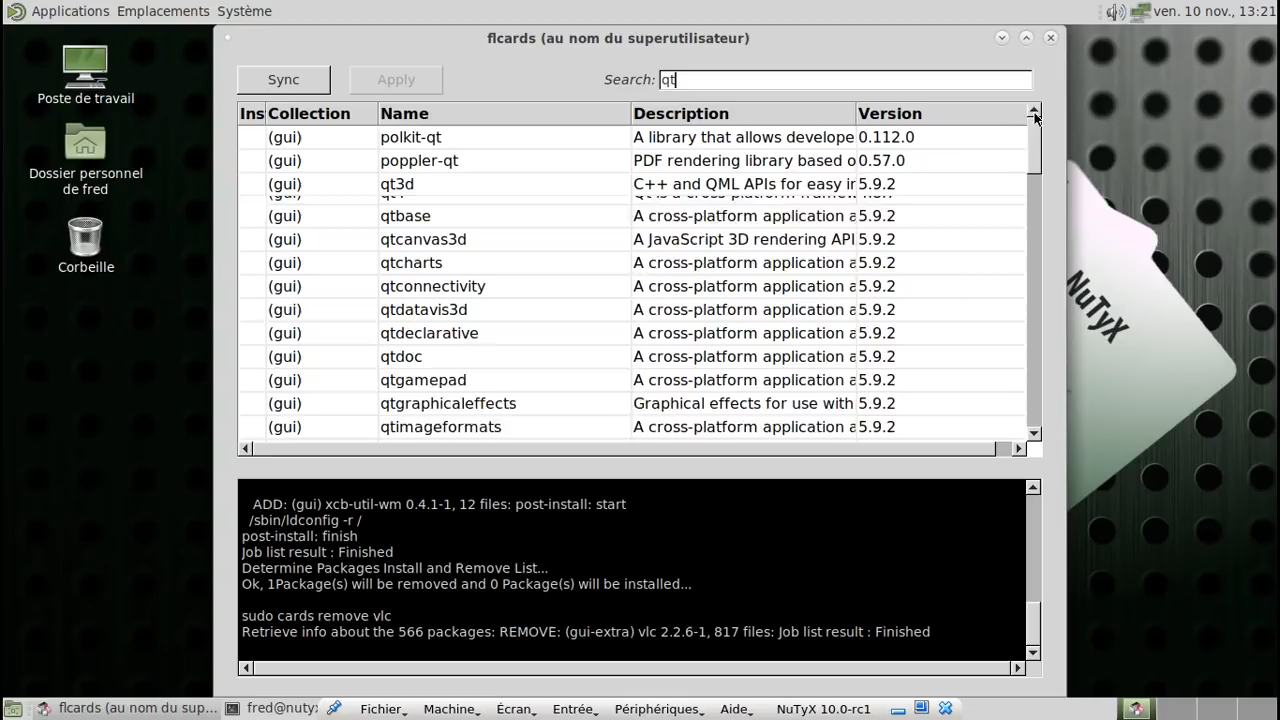 Applications Emplacements Système
ven. 10 nov., 13:21
Poste de travail
Dossier personnel
de fred
Corbeille
flcards (au nom du superutilisateur)
Sync Apply Search: qt
Ins Collection Name Description Version
(gui) polkit-qt A library that allows develope 0.112.0
(gui) poppler-qt PDF rendering library based o 0.57.0
(gui) qt3d C++ and QML APIs for easy in 5.9.2
(gui) qtbase A cross-platform application a 5.9.2
(gui) qtcanvas3d A JavaScript 3D rendering API 5.9.2
(gui) qtcharts A cross-platform application a 5.9.2
(gui) qtconnectivity A cross-platform application a 5.9.2
(gui) qtdatavis3d A cross-platform application a 5.9.2
(gui) qtdeclarative A cross-platform application a 5.9.2
(gui) qtdoc A cross-platform application a 5.9.2
(gui) qtgamepad A cross-platform application a 5.9.2
(gui) qtgraphicaleffects Graphical effects for use with 5.9.2
(gui) qtimageformats A cross-platform application a 5.9.2
ADD: (gui) xcb-util-wm 0.4.1-1, 12 files: post-install: start
/sbin/ldconfig -r /
post-install: finish
Job list result : Finished
Determine Packages Install and Remove List...
Ok, 1Package(s) will be removed and 0 Package(s) will be installed...
sudo cards remove vlc
Retrieve info about the 566 packages: REMOVE: (gui-extra) vlc 2.2.6-1, 817 files: Job list result : Finished
NuTyX
flcards (au nom du sup... fred@nuty Fichier Machine Écran Entrée Périphériques Aide NuTyX 10.0-rc1